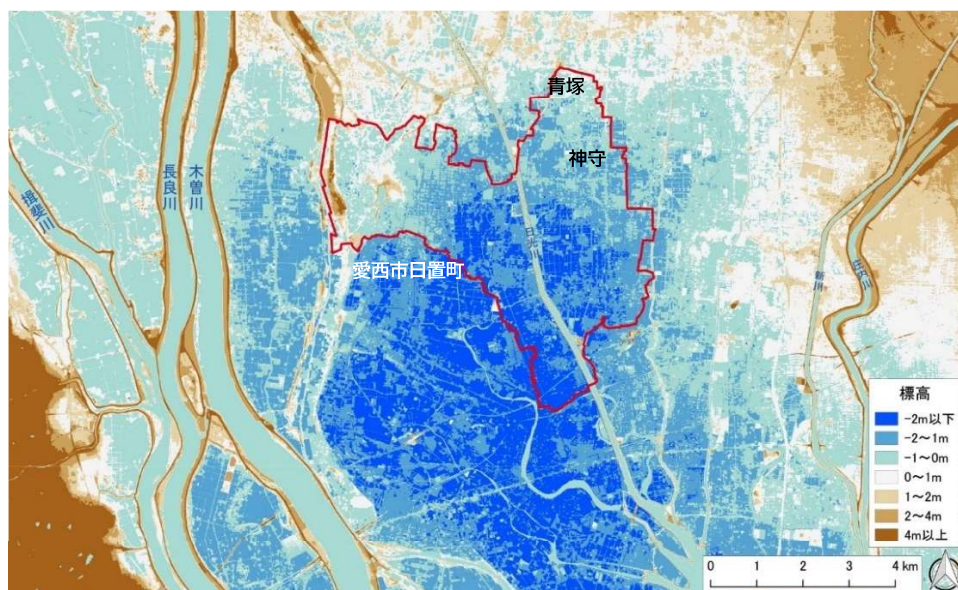 青塚
神守
木曽川
長良川
揖斐川
日光川
愛西市日置町
新川
庄内川
標高
-2m以下
-2~1m
-1~0m
0~1m
1~2m
2~4m
4m以上
0 1 2 3 4 km